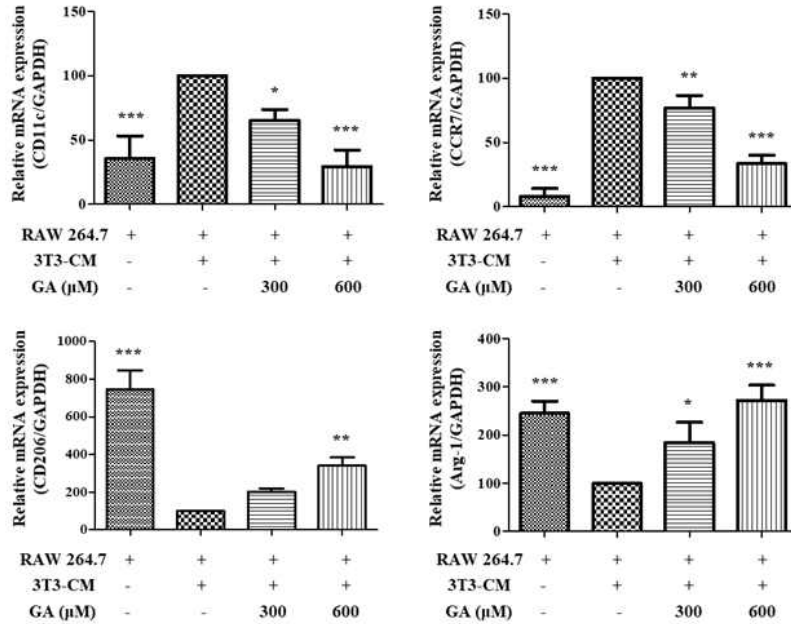 Relative mRNA expression
(CD11c/GAPDH)
150
100
50
0
***
*
***
RAW 264.7 + + + +
3T3-CM - + + +
GA (μM) - - 300 600
Relative mRNA expression
(CCR7/GAPDH)
150
100
50
0
***
**
***
RAW 264.7 + + + +
3T3-CM - + + +
GA (μM) - - 300 600
Relative mRNA expression
(CD206/GAPDH)
1000
800
600
400
200
0
***
**
RAW 264.7 + + + +
3T3-CM - + + +
GA (μM) - - 300 600
Relative mRNA expression
(Arg-1/GAPDH)
400
300
200
100
0
***
*
***
RAW 264.7 + + + +
3T3-CM - + + +
GA (μM) - - 300 600